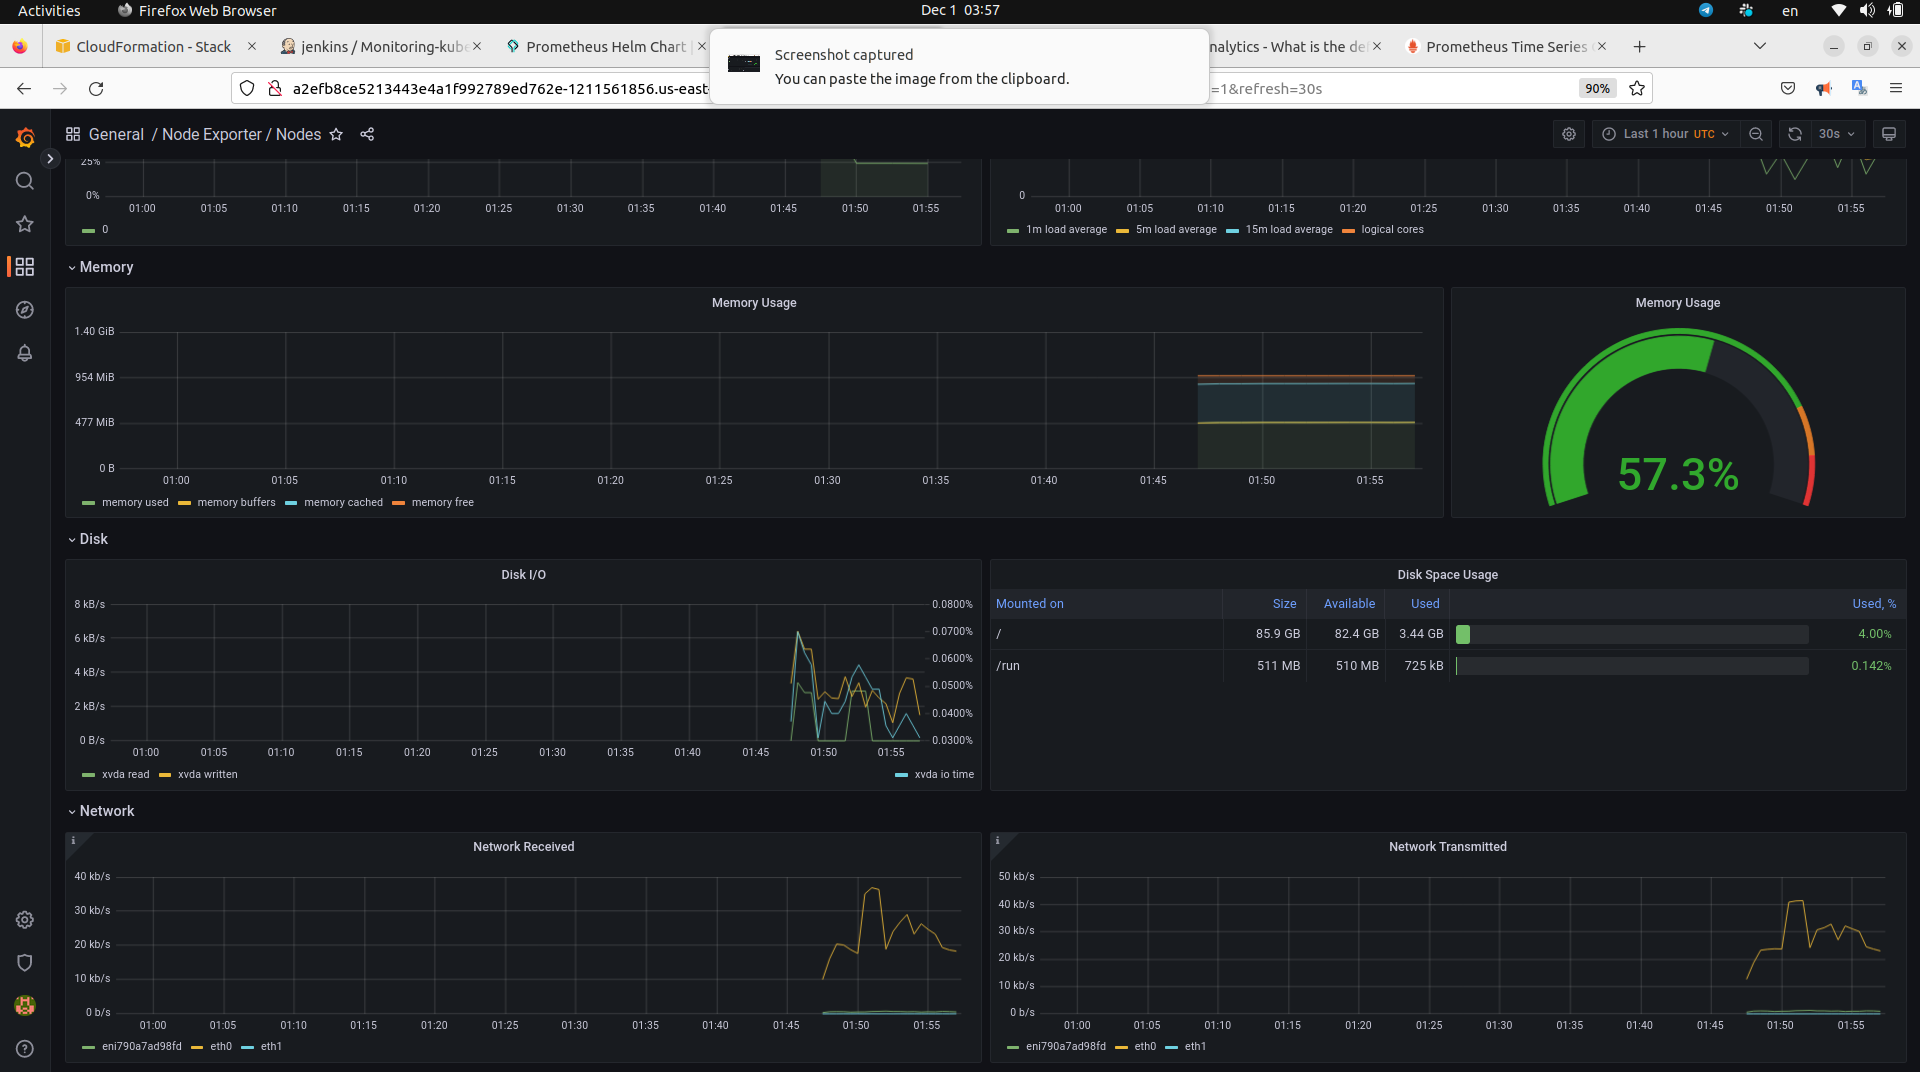 Activities Firefox Web Browser Dec 1 03:57 en
CloudFormation - Stack jenkins / Monitoring-kube Prometheus Helm Chart | nalytics - What is the de Prometheus Time Series
Screenshot captured
You can paste the image from the clipboard.
a2efb8ce5213443e4a1f992789ed762e-1211561856.us-east- =1&refresh=30s 90%
General / Node Exporter / Nodes Last 1 hour UTC 30s
25%
0%
01:00 01:05 01:10 01:15 01:20 01:25 01:30 01:35 01:40 01:45 01:50 01:55
0
0
01:00 01:05 01:10 01:15 01:20 01:25 01:30 01:35 01:40 01:45 01:50 01:55
1m load average 5m load average 15m load average logical cores
Memory
Memory Usage
1.40 GiB
954 MiB
477 MiB
0 B
01:00 01:05 01:10 01:15 01:20 01:25 01:30 01:35 01:40 01:45 01:50 01:55
memory used memory buffers memory cached memory free
Memory Usage
57.3%
Disk
Disk I/O
8 kB/s 0.0800%
0.0700%
6 kB/s
0.0600%
4 kB/s
0.0500%
2 kB/s
0.0400%
0 B/s 0.0300%
01:00 01:05 01:10 01:15 01:20 01:25 01:30 01:35 01:40 01:45 01:50 01:55
xvda read xvda written xvda io time
Disk Space Usage
Mounted on Size Available Used Used, %
/ 85.9 GB 82.4 GB 3.44 GB 4.00%
/run 511 MB 510 MB 725 kB 0.142%
Network
Network Received
40 kb/s
30 kb/s
20 kb/s
10 kb/s
0 b/s
01:00 01:05 01:10 01:15 01:20 01:25 01:30 01:35 01:40 01:45 01:50 01:55
eni790a7ad98fd eth0 eth1
Network Transmitted
50 kb/s
40 kb/s
30 kb/s
20 kb/s
10 kb/s
0 b/s
01:00 01:05 01:10 01:15 01:20 01:25 01:30 01:35 01:40 01:45 01:50 01:55
eni790a7ad98fd eth0 eth1